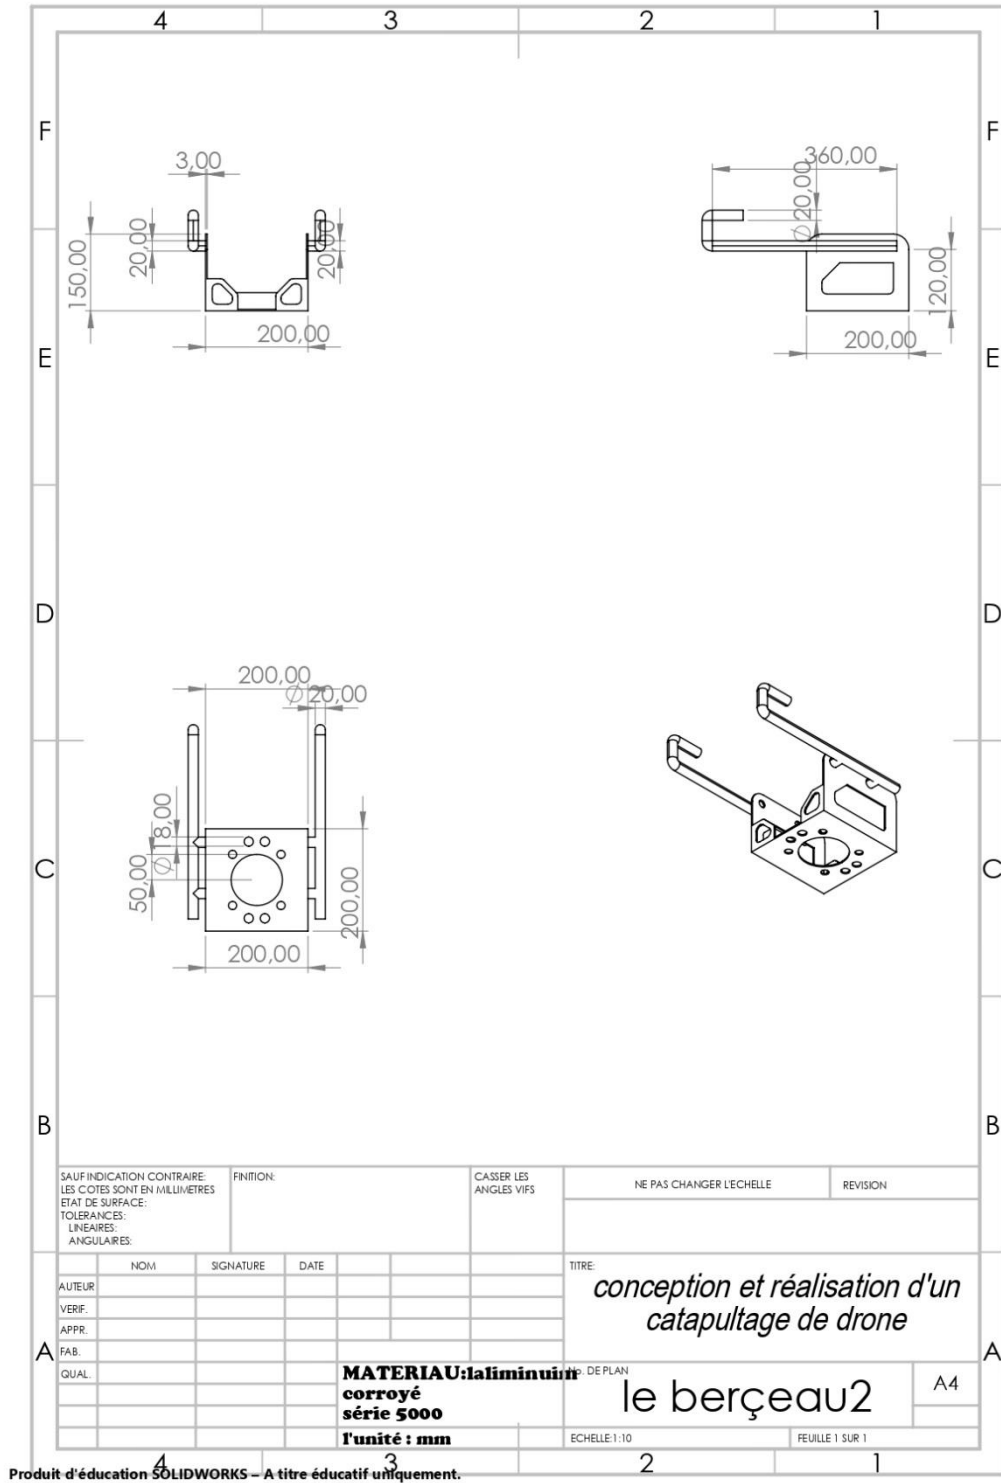 4 3 2 1
F F
3,00
360,00
20,00
150,00
20,00
200,00
∅ 20,00
120,00
200,00
E E
D D
200,00
∅ 20,00
∅ 18,00
50,00
200,00
200,00
C C
B B
SAUF INDICATION CONTRAIRE:
LES COTES SONT EN MILLIMETRES
ETAT DE SURFACE:
TOLERANCES:
LINEAIRES:
ANGULAIRES:
FINITION:
CASSER LES
ANGLES VIFS
NE PAS CHANGER L'ECHELLE
REVISION
NOM SIGNATURE DATE
AUTEUR
VERIF.
APPR.
FAB.
QUAL.
TITRE:
conception et réalisation d'un
catapultage de drone
A A
MATERIAU:laliminuim
corroyé
série 5000
l'unité : mm
No. DE PLAN
le berçeau2
A4
ECHELLE:1:10
FEUILLE 1 SUR 1
4 3 2 1
Produit d'éducation SOLIDWORKS – A titre éducatif uniquement.